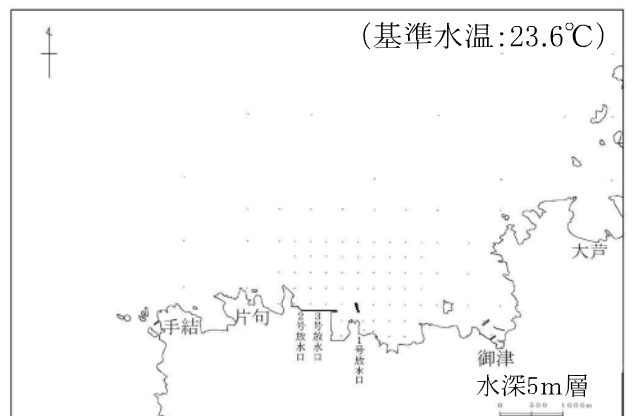 （基準水温：23.6℃）
大芦
手結
片句
2号放水口
3号放水口
1号放水口
御津
水深5m層
0 500 1000m